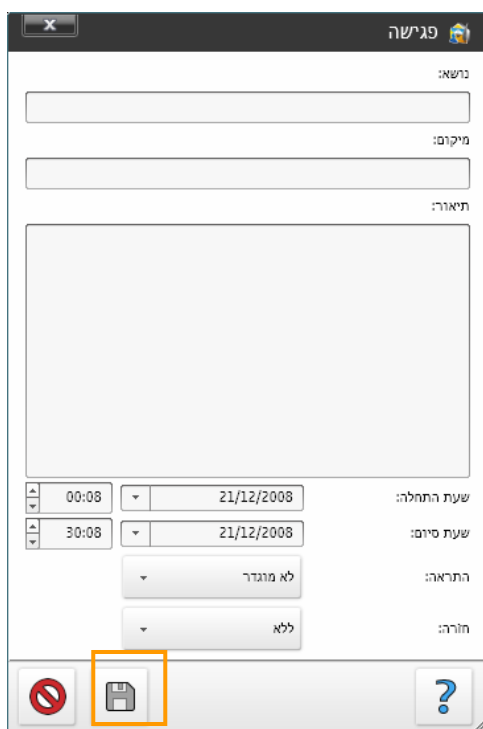 פגישה
נושא:
מיקום:
תיאור:
שעת התחלה: 21/12/2008 00:08
שעת סיום: 21/12/2008 30:08
התראה: לא מוגדר
חזרה: ללא